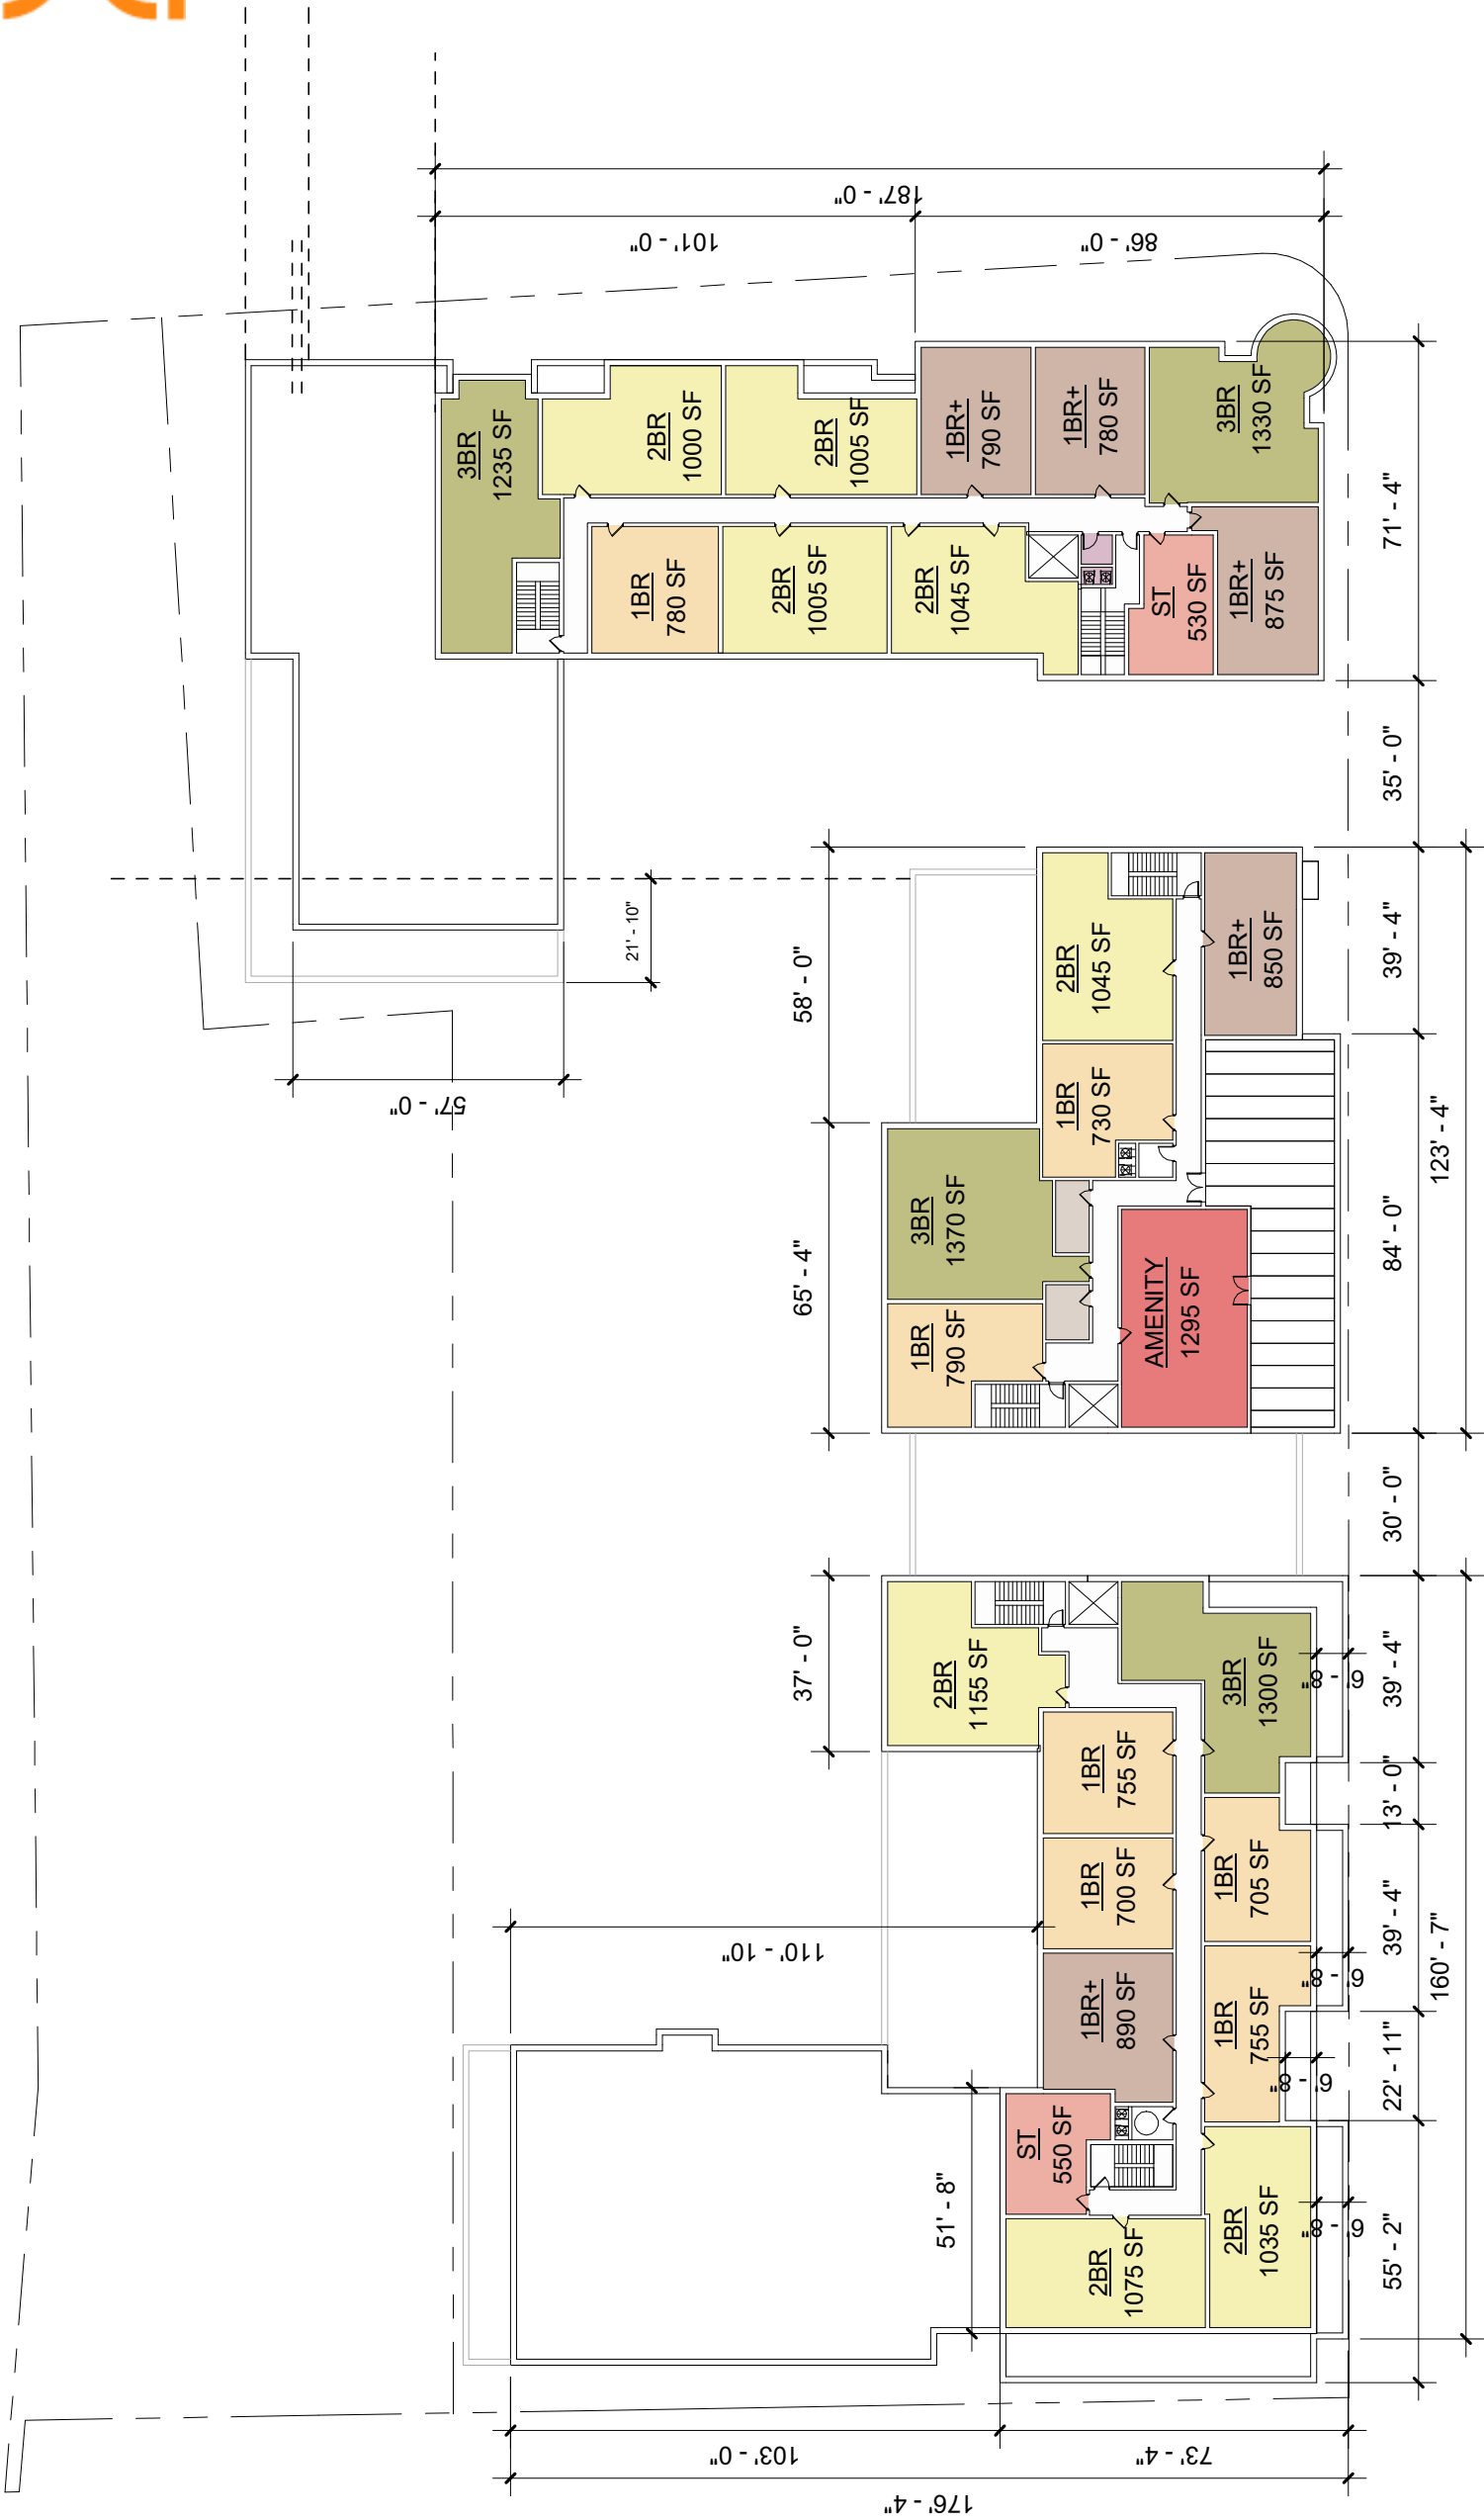 187' - 0"
101' - 0"
86' - 0"
3BR
1235 SF
2BR
1000 SF
2BR
1005 SF
1BR+
790 SF
1BR+
780 SF
3BR
1330 SF
1BR
780 SF
2BR
1005 SF
2BR
1045 SF
ST
530 SF
1BR+
875 SF
71' - 4"
35' - 0"
21' - 10"
57' - 0"
58' - 0"
2BR
1045 SF
1BR+
850 SF
39' - 4"
1BR
730 SF
123' - 4"
65' - 4"
3BR
1370 SF
84' - 0"
1BR
790 SF
AMENITY
1295 SF
30' - 0"
37' - 0"
2BR
1155 SF
3BR
1300 SF
6' - 8"
39' - 4"
1BR
755 SF
13' - 0"
1BR
700 SF
1BR
705 SF
39' - 4"
110' - 10"
160' - 7"
1BR+
890 SF
1BR
755 SF
6' - 8"
6' - 8"
22' - 11"
ST
550 SF
51' - 8"
2BR
1075 SF
2BR
1035 SF
6' - 8"
55' - 2"
103' - 0"
73' - 4"
176' - 4"